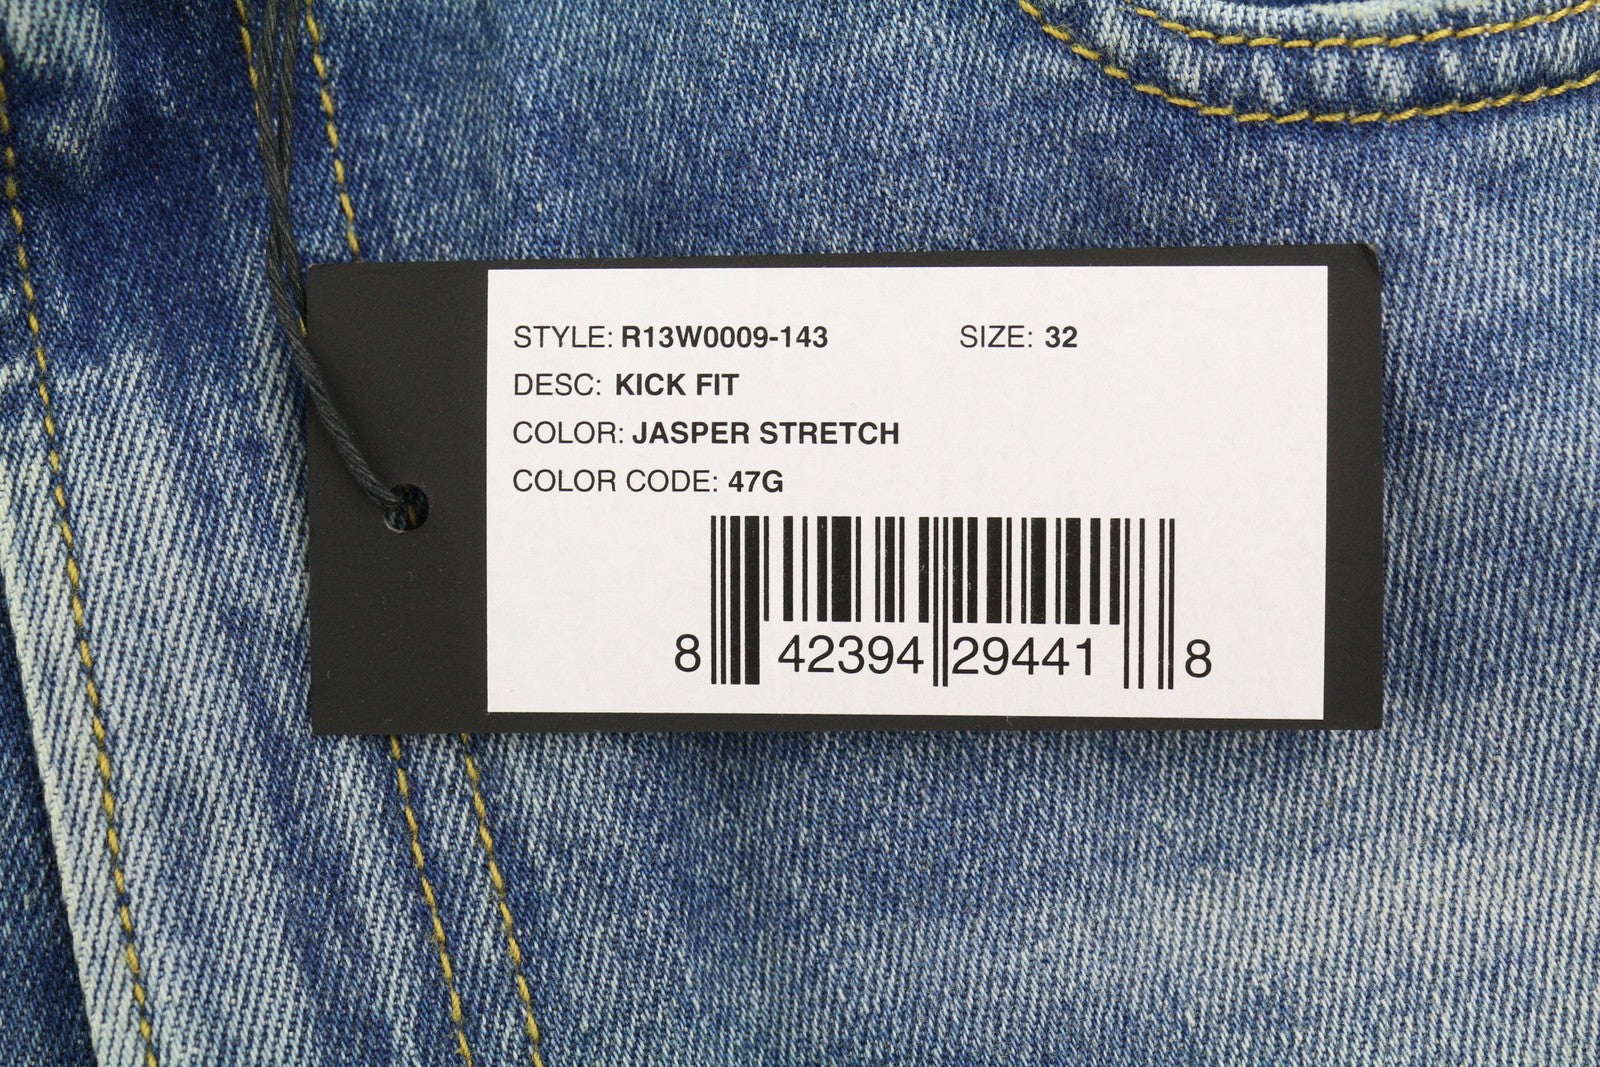 STYLE: R13W0009-143 SIZE: 32
DESC: KICK FIT
COLOR: JASPER STRETCH
COLOR CODE: 47G
8 42394 29441 8